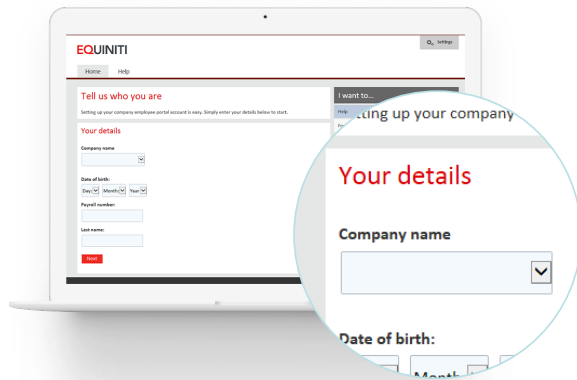 EQUINITI
Settings
Home Help
Tell us who you are
Setting up your company employee portal account is easy. Simply enter your details below to start.
Your details
Company name
Date of birth:
Day: Month: Year
Payroll number:
Last name:
Next
I want to...
Help
ting up your company
Your details
Company name
Date of birth:
Month